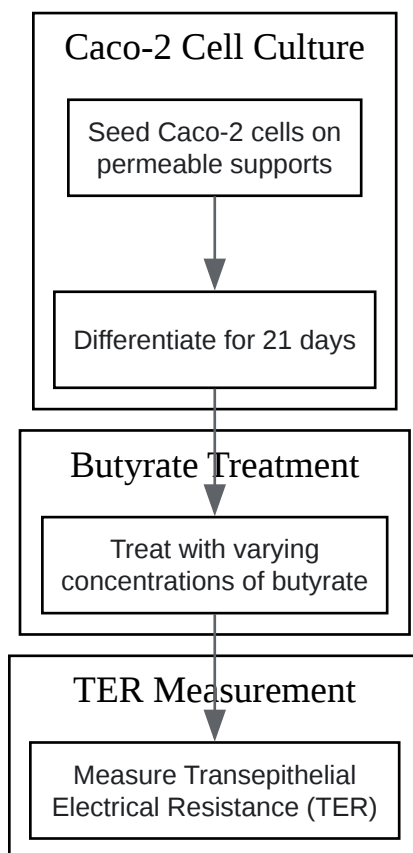 Caco-2 Cell Culture
Seed Caco-2 cells on
permeable supports
Differentiate for 21 days
Butyrate Treatment
Treat with varying
concentrations of butyrate
TER Measurement
Measure Transepithelial
Electrical Resistance (TER)